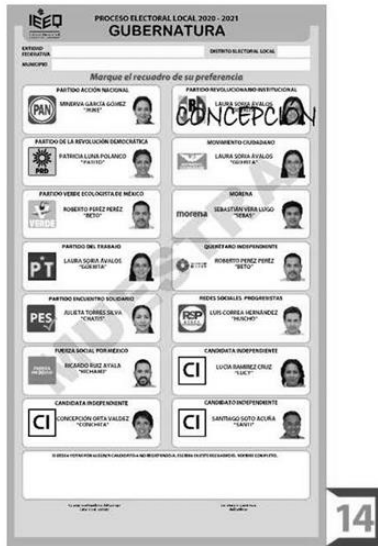 IEEQ
PROCESO ELECTORAL LOCAL 2020 - 2021
GUBERNATURA
ENTIDAD FEDERATIVA
DISTRITO ELECTORAL LOCAL
MUNICIPIO
Marque el recuadro de su preferencia
PARTIDO ACCIÓN NACIONAL
PAN
MINERVA GARCÍA GÓMEZ
"MINE"
PARTIDO REVOLUCIONARIO INSTITUCIONAL
LAURA SORIA ÁVALOS
CONCEPCIÓN
PARTIDO DE LA REVOLUCIÓN DEMOCRÁTICA
PRD
PATRICIA LUNA POLANCO
MOVIMIENTO CIUDADANO
LAURA SORIA ÁVALOS
"GÜERITA"
PARTIDO VERDE ECOLOGISTA DE MÉXICO
VERDE
ROBERTO PÉREZ PÉREZ
"BETO"
MORENA
morena
SEBASTIÁN VERA LUGO
"SEBAS"
PARTIDO DEL TRABAJO
PT
LAURA SORIA ÁVALOS
"GÜERITA"
QUERÉTARO INDEPENDIENTE
ROBERTO PÉREZ PÉREZ
"BETO"
PARTIDO ENCUENTRO SOLIDARIO
PES
JULIETA TORRES SILVA
REDES SOCIALES PROGRESISTAS
RSP
LUIS CORREA HERNÁNDEZ
FUERZA SOCIAL POR MÉXICO
RICARDO RUIZ AYALA
"RICHARD"
CANDIDATA INDEPENDIENTE
CI
LUCÍA RAMÍREZ CRUZ
"LUCY"
CANDIDATA INDEPENDIENTE
CI
CONCEPCIÓN ORTA VALDEZ
"CONCHITA"
CANDIDATO INDEPENDIENTE
CI
SANTIAGO SOTO ACUÑA
"SANTI"
MUESTRA
14